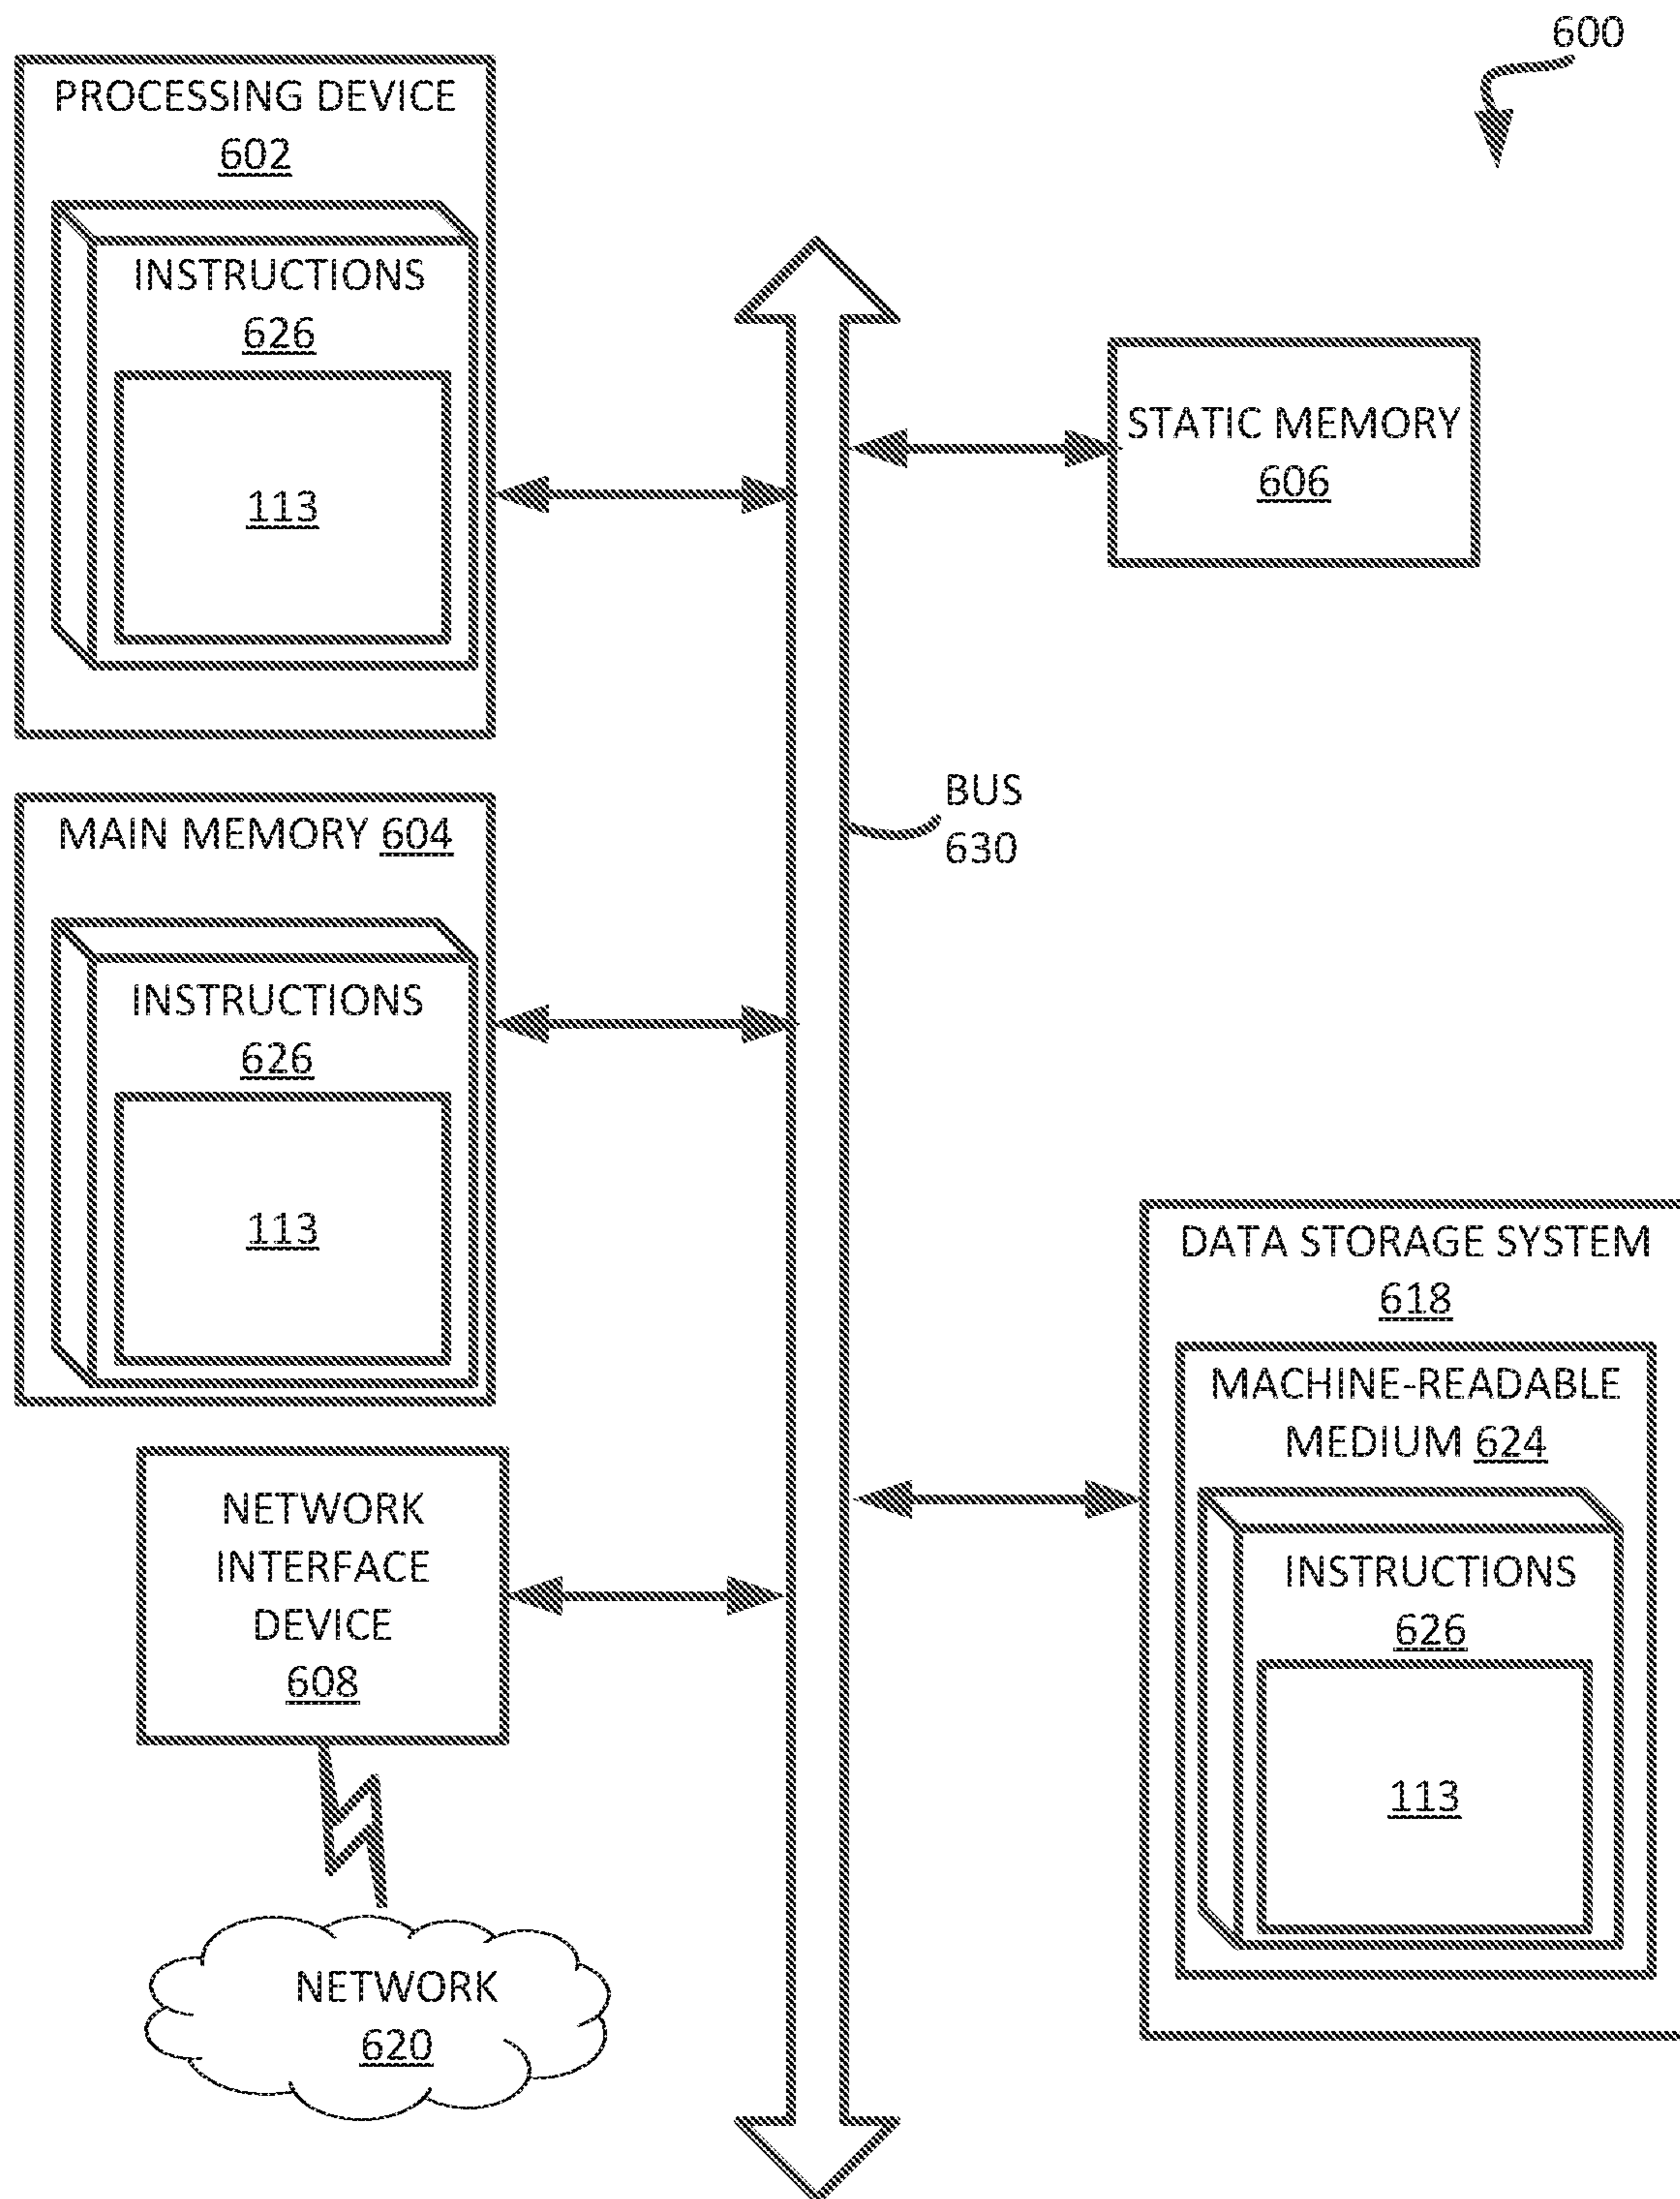 600
PROCESSING DEVICE
602
INSTRUCTIONS
626
113
STATIC MEMORY
606
BUS
630
MAIN MEMORY 604
INSTRUCTIONS
626
113
DATA STORAGE SYSTEM
618
MACHINE-READABLE
MEDIUM 624
INSTRUCTIONS
626
113
NETWORK
INTERFACE
DEVICE
608
NETWORK
620